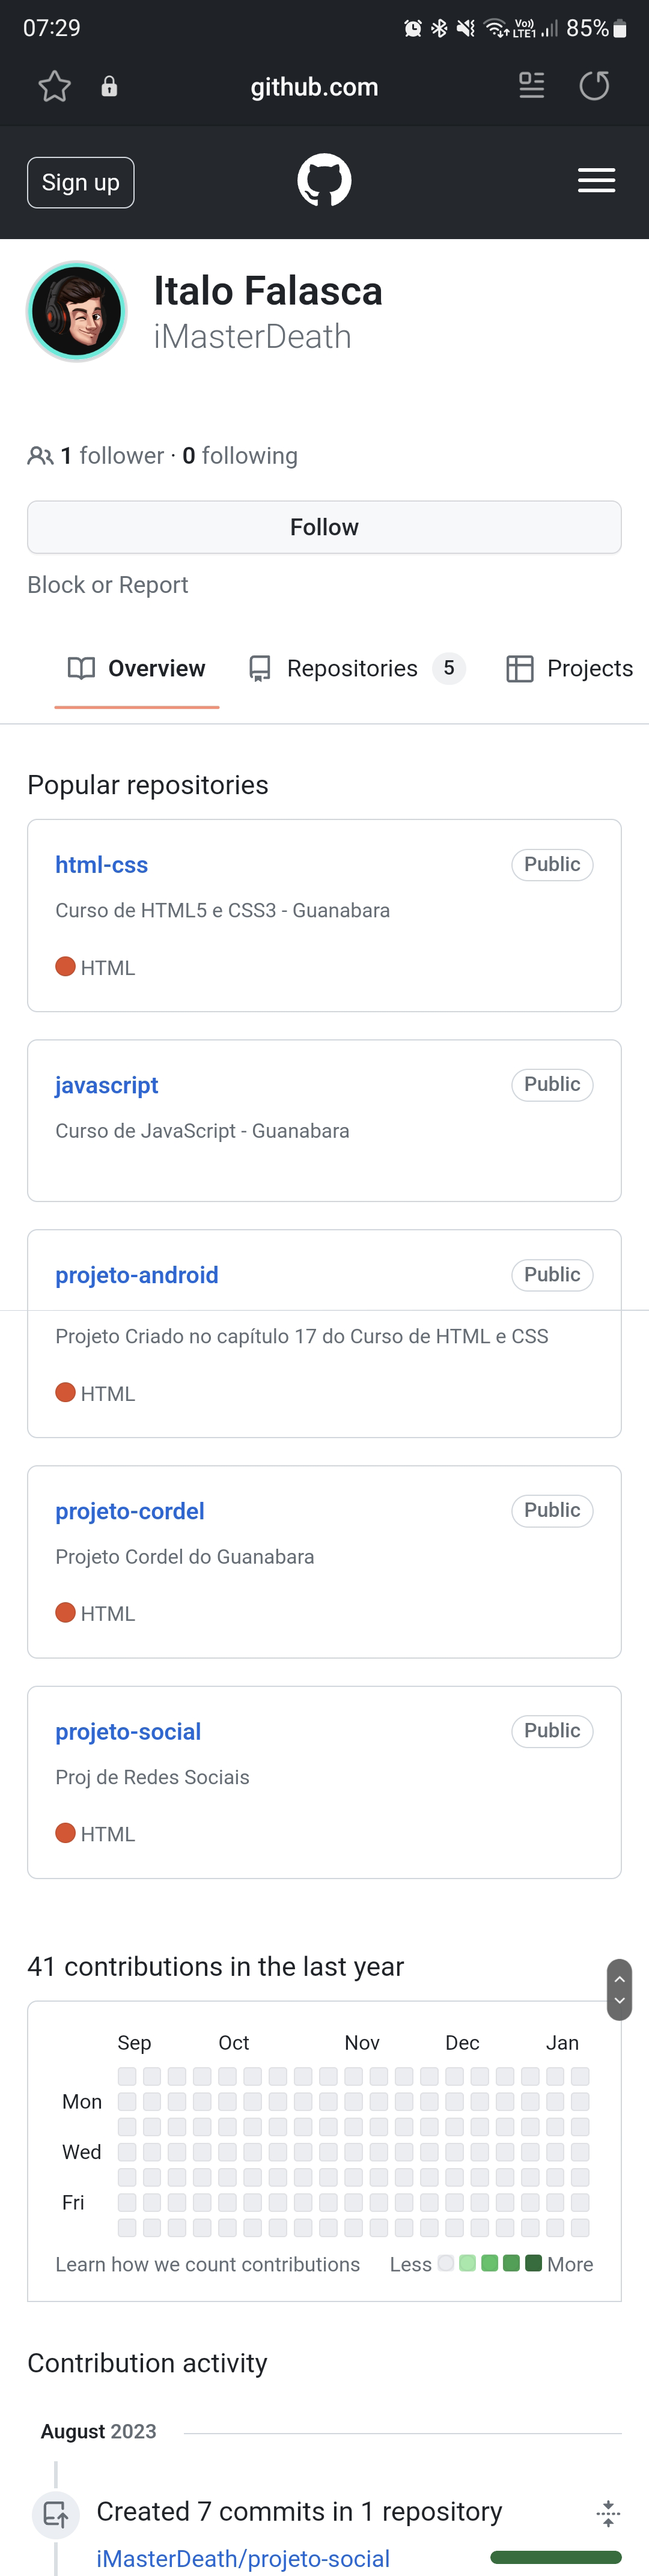 07:29
Vo)) LTE1 85%
github.com
Sign up
Italo Falasca
iMasterDeath
1 follower · 0 following
Follow
Block or Report
Overview Repositories 5 Projects
Popular repositories
html-css Public
Curso de HTML5 e CSS3 - Guanabara
HTML
javascript Public
Curso de JavaScript - Guanabara
projeto-android Public
Projeto Criado no capítulo 17 do Curso de HTML e CSS
HTML
projeto-cordel Public
Projeto Cordel do Guanabara
HTML
projeto-social Public
Proj de Redes Sociais
HTML
41 contributions in the last year
Sep Oct Nov Dec Jan
Mon
Wed
Fri
Learn how we count contributions Less More
Contribution activity
August 2023
Created 7 commits in 1 repository
iMasterDeath/projeto-social